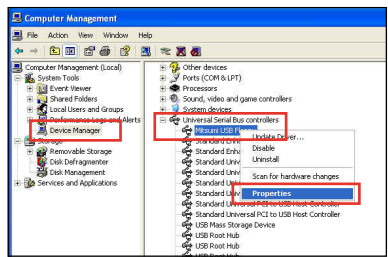 Computer Management
File Action View Window Help
Computer Management (Local)
System Tools
Event Viewer
Shared Folders
Local Users and Groups
Performance Logs and Alerts
Device Manager
Storage
Removable Storage
Disk Defragmenter
Disk Management
Services and Applications
Other devices
Ports (COM & LPT)
Processors
Sound, video and game controllers
System devices
Universal Serial Bus controllers
Mitsumi USB
Standard
Standard
Standard Univ
Standard Univ
Standard
Standard Univ
Standard Universal PCI to USB Host Controller
Standard Universal PCI to USB Host Controller
USB Mass Storage Device
USB Root Hub
USB Root Hub
USB Root Hub
Update Driver...
Disable
Uninstall
Scan for hardware changes
Properties